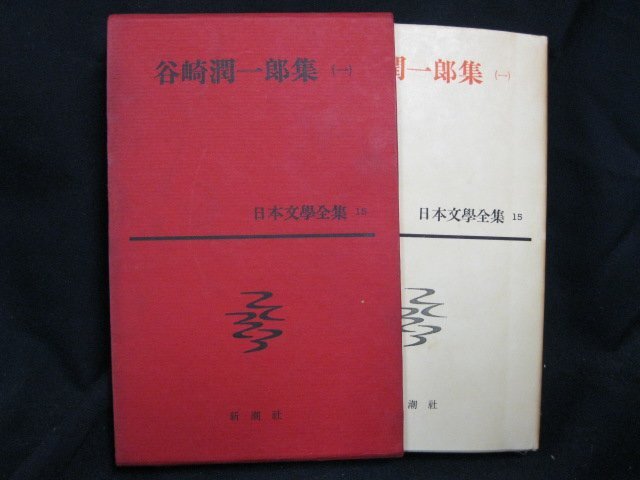 谷崎潤一郎集 (一)
日本文學全集 15
新潮社
潤一郎集 (一)
日本文學全集 15
潮社